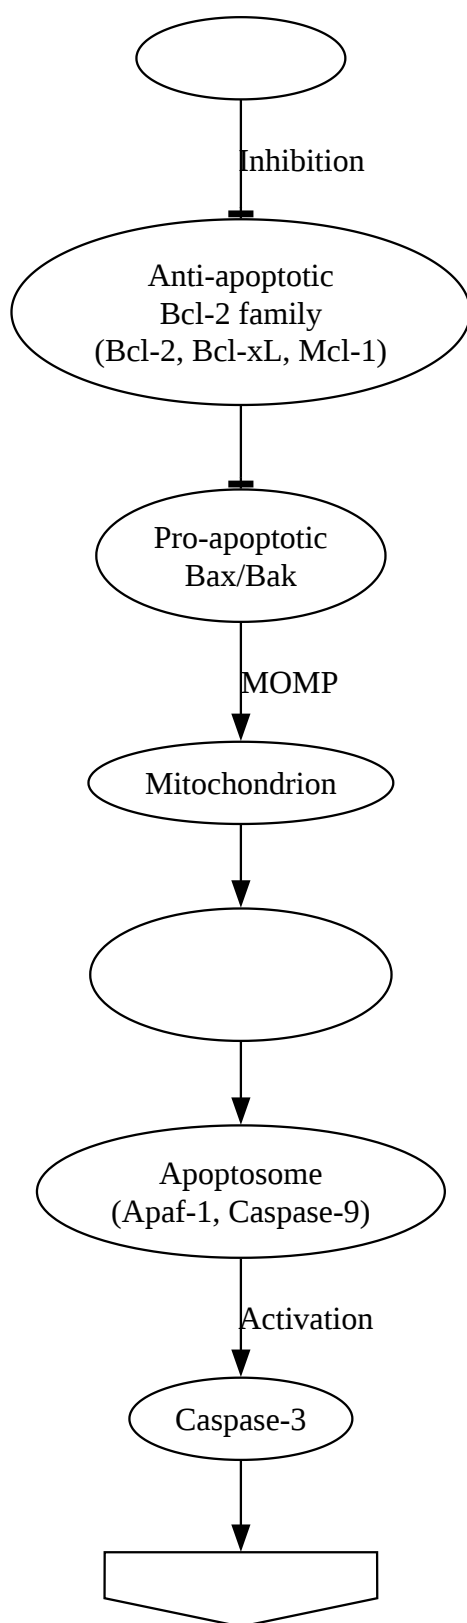 Inhibition
Anti-apoptotic
Bcl-2 family
(Bcl-2, Bcl-xL, Mcl-1)
Pro-apoptotic
Bax/Bak
MOMP
Mitochondrion
Apoptosome
(Apaf-1, Caspase-9)
Activation
Caspase-3